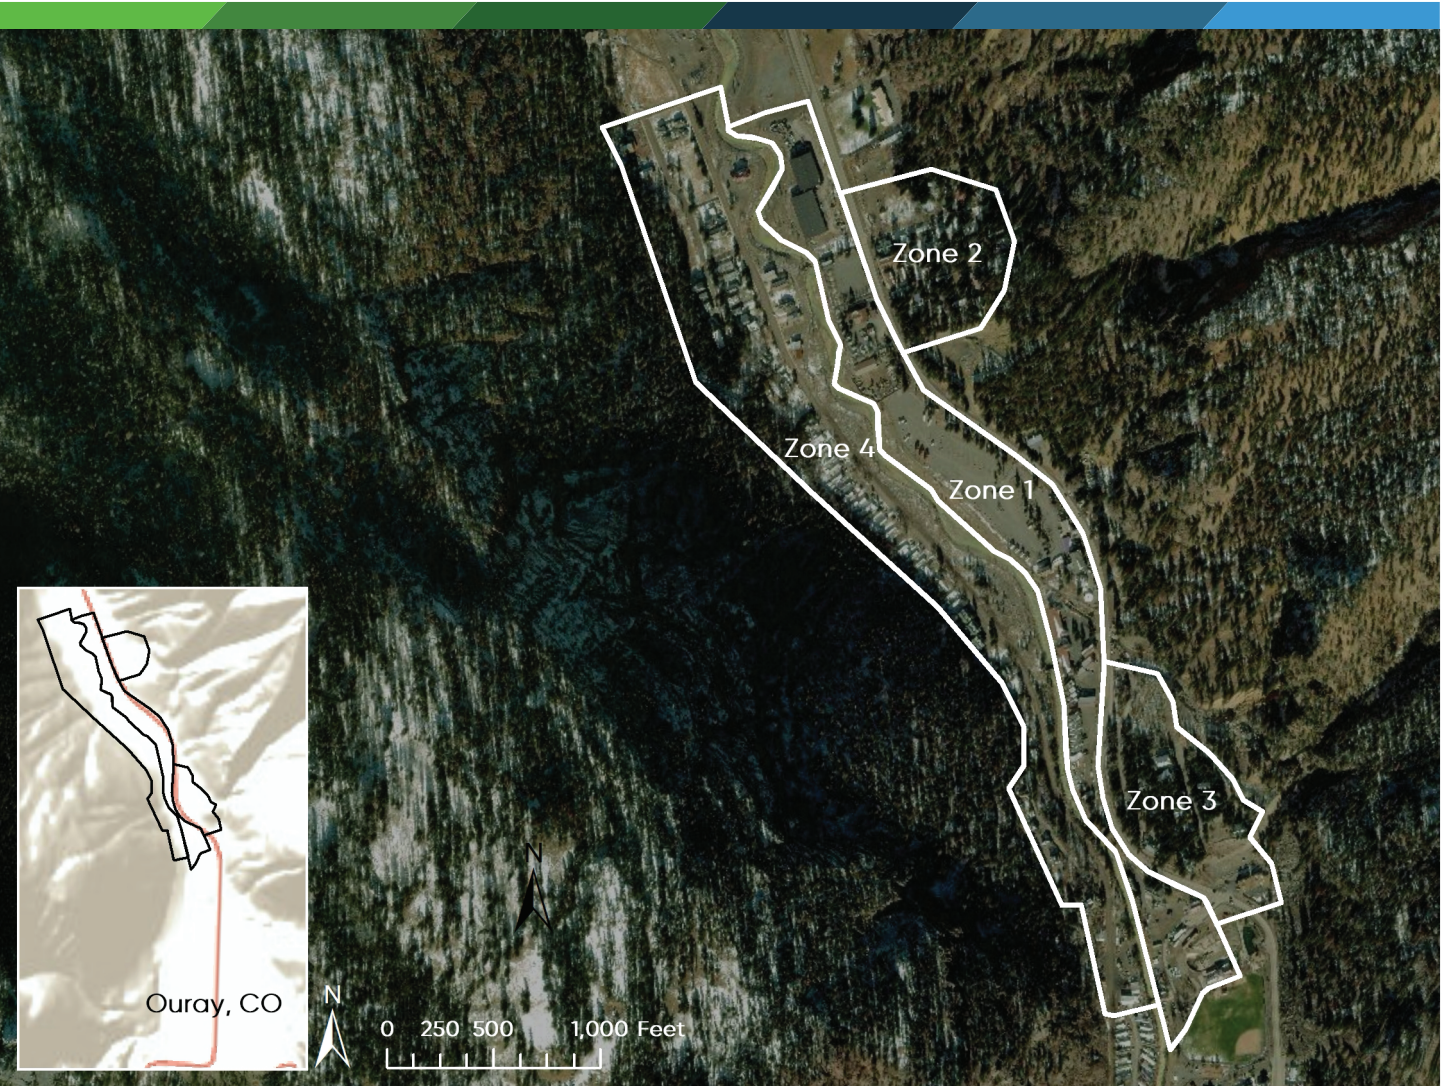 Zone 2
Zone 4
Zone 1
Zone 3
N
Ouray, CO
N
0 250 500 1,000 Feet